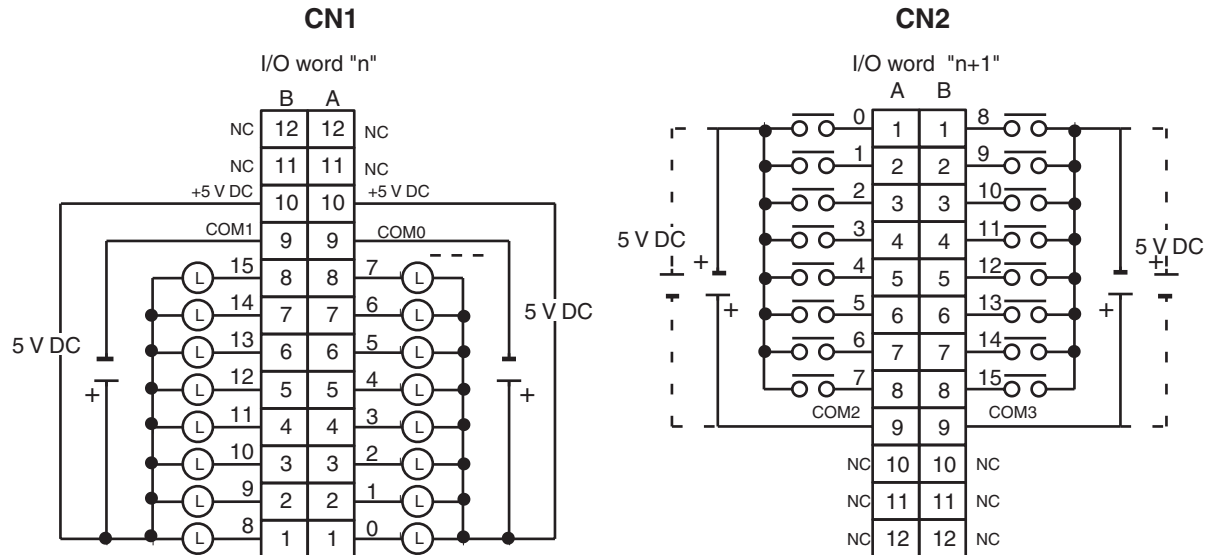 CN1
I/O word "n"
B A
NC 12 12 NC
NC 11 11 NC
+5 V DC 10 10 +5 V DC
COM1 9 9 COM0
L 15 8 8 7 L
L 14 7 7 6 L
L 13 6 6 5 L
L 12 5 5 4 L
L 11 4 4 3 L
L 10 3 3 2 L
L 9 2 2 1 L
L 8 1 1 0 L
5 V DC
+
5 V DC
+
CN2
I/O word "n+1"
A B
0 1 1 8
1 2 2 9
2 3 3 10
3 4 4 11
4 5 5 12
5 6 6 13
6 7 7 14
7 8 8 15
COM2 9 9 COM3
NC 10 10 NC
NC 11 11 NC
NC 12 12 NC
5 V DC
+
+
5 V DC
+
+